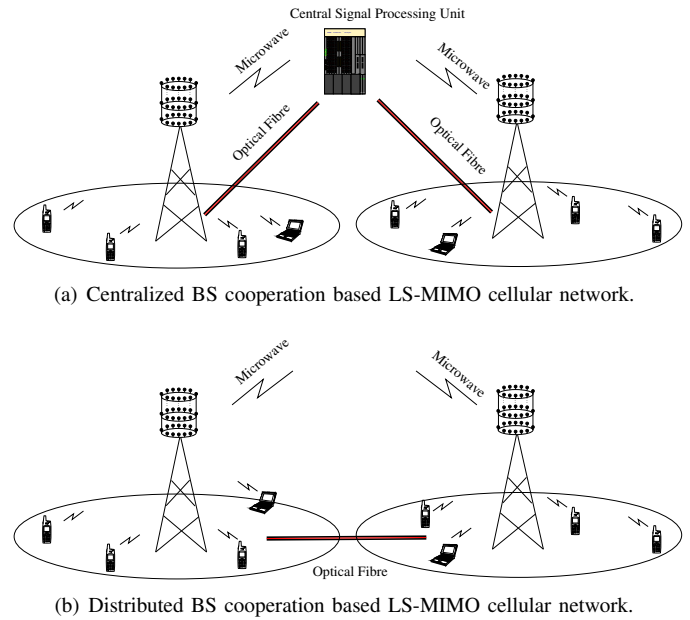 Central Signal Processing Unit
Microwave
Microwave
Optical Fibre
Optical Fibre
(a) Centralized BS cooperation based LS-MIMO cellular network.
Microwave
Microwave
Optical Fibre
(b) Distributed BS cooperation based LS-MIMO cellular network.